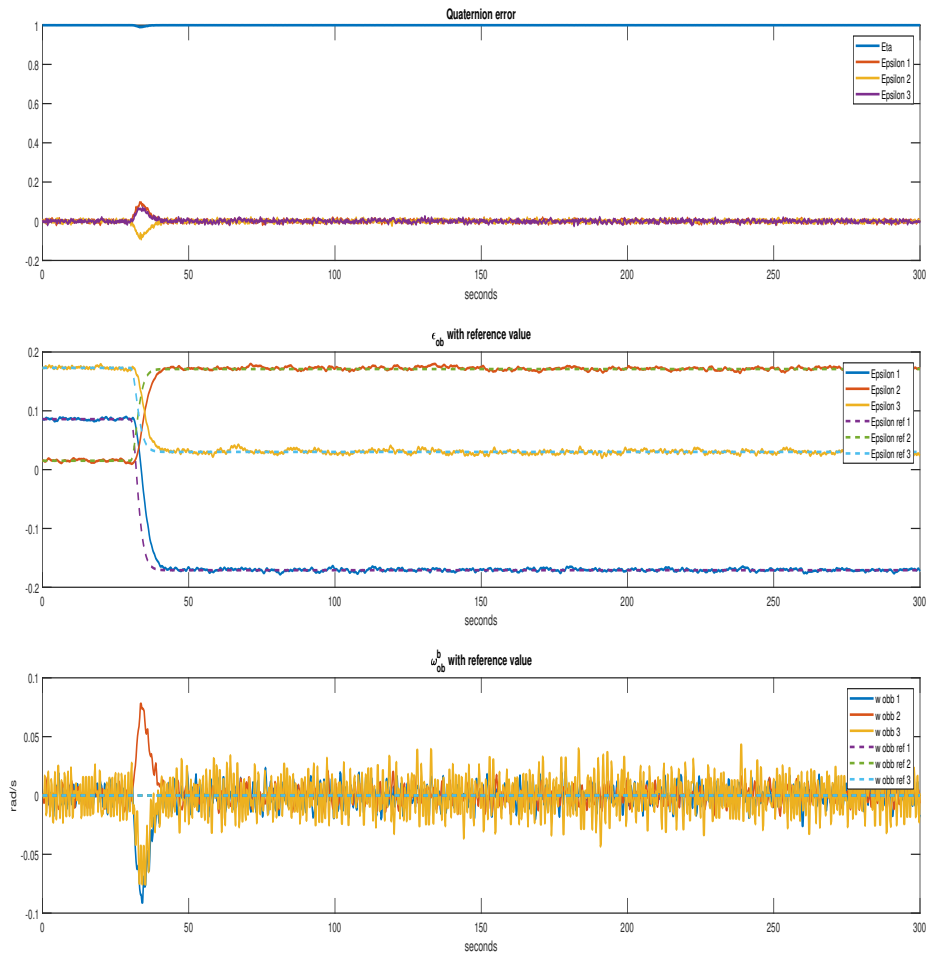 Quaternion error
1
0.8
0.6
0.4
0.2
0
-0.2
Eta
Epsilon 1
Epsilon 2
Epsilon 3
0 50 100 150 200 250 300
seconds
ϵob with reference value
0.2
0.1
0
-0.1
-0.2
Epsilon 1
Epsilon 2
Epsilon 3
Epsilon ref 1
Epsilon ref 2
Epsilon ref 3
0 50 100 150 200 250 300
seconds
ω^b_ob with reference value
rad/s
0.1
0.05
0
-0.05
-0.1
w obb 1
w obb 2
w obb 3
w obb ref 1
w obb ref 2
w obb ref 3
0 50 100 150 200 250 300
seconds